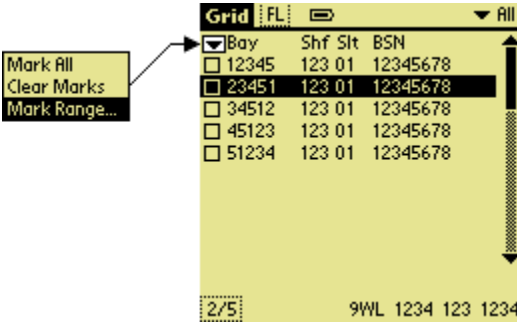 Grid FL All
Bay Shf Slt BSN
12345 123 01 12345678
23451 123 01 12345678
34512 123 01 12345678
45123 123 01 12345678
51234 123 01 12345678
2/5 9WL 1234 123 1234
Mark All
Clear Marks
Mark Range...